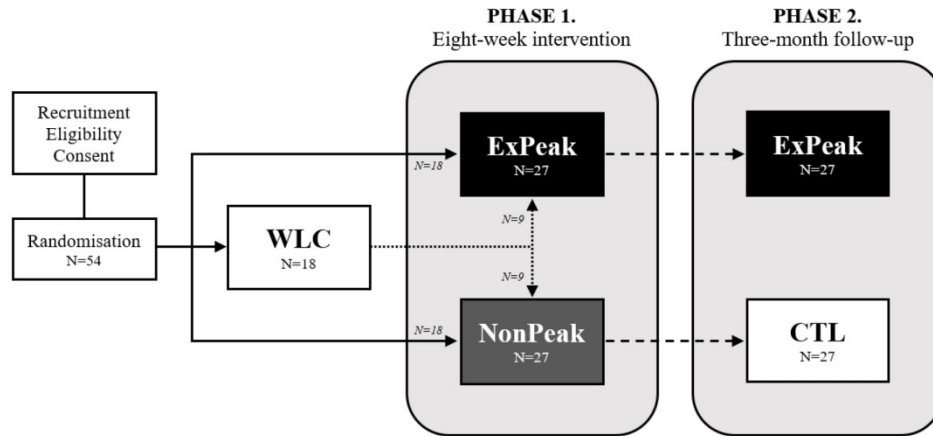 PHASE 1.
Eight-week intervention
PHASE 2.
Three-month follow-up
Recruitment
Eligibility
Consent
Randomisation
N=54
WLC
N=18
N=18
ExPeak
N=27
N=9
N=9
N=18
NonPeak
N=27
ExPeak
N=27
CTL
N=27